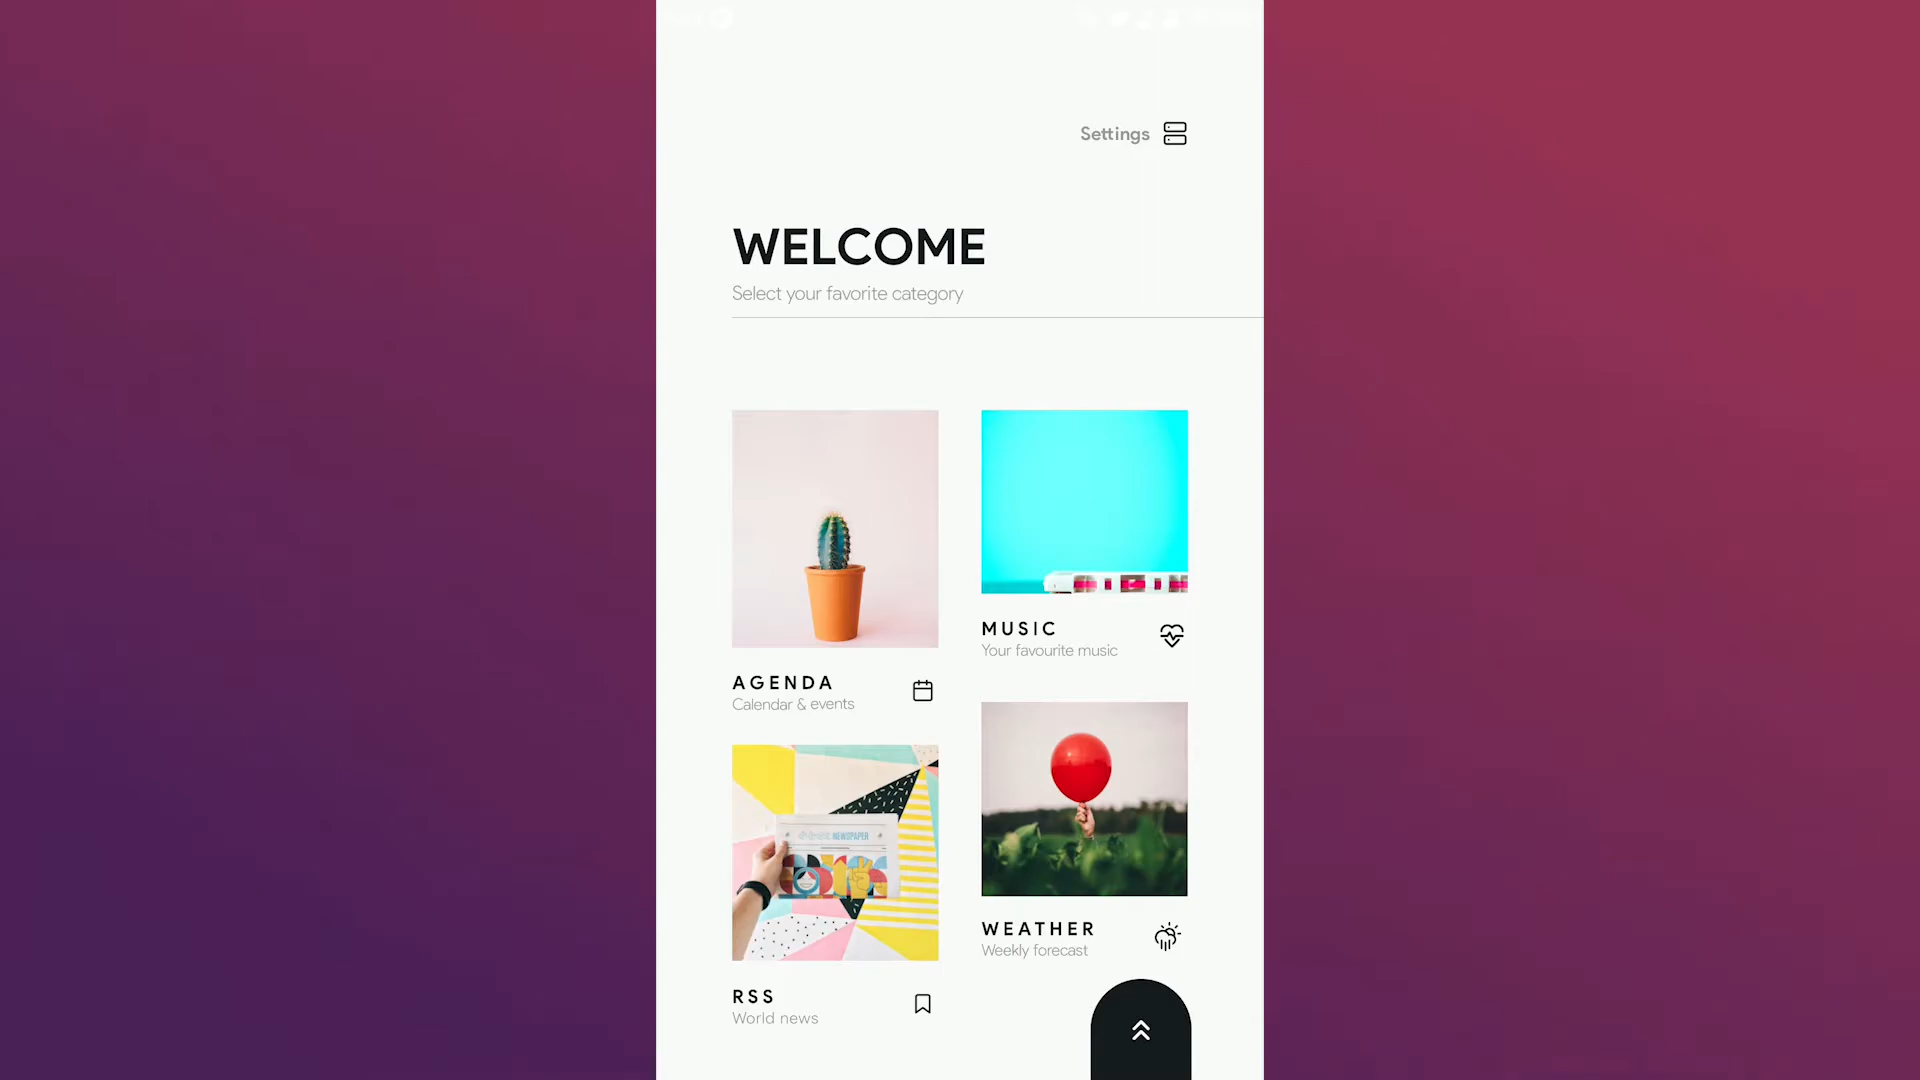 Settings
WELCOME
Select your favorite category
AGENDA
Calendar & events
MUSIC
Your favourite music
NEWSPAPER
RSS
World news
WEATHER
Weekly forecast